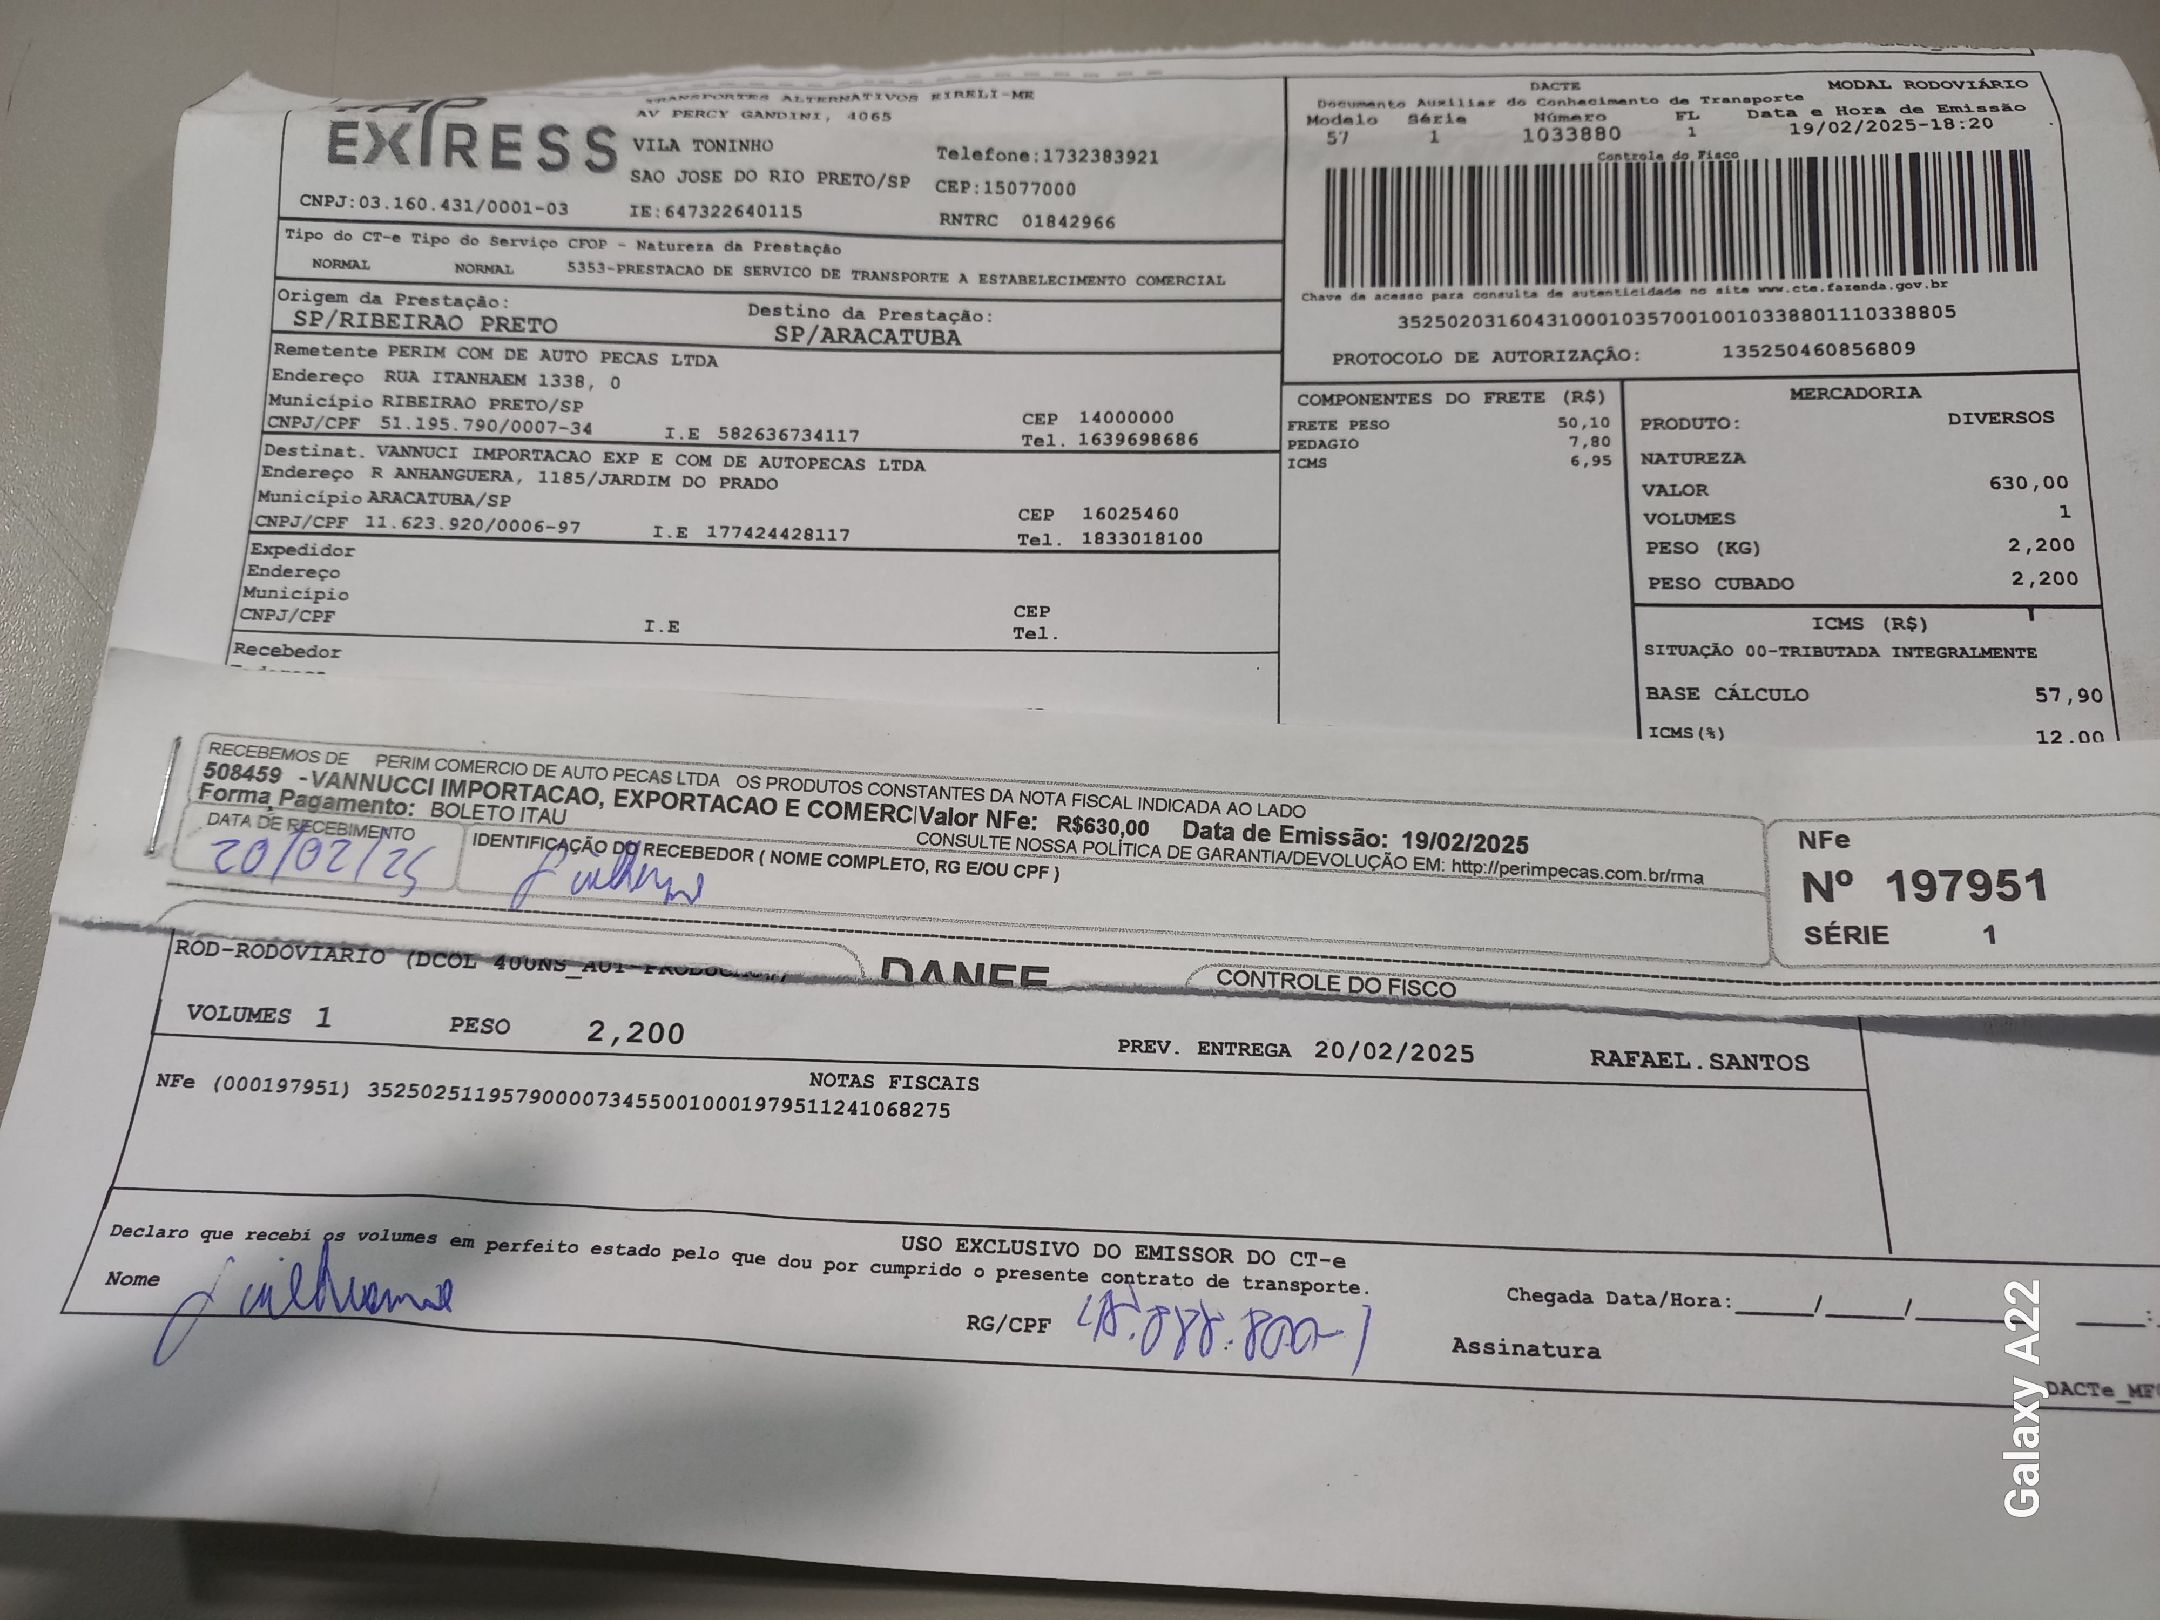 EXPRESS
TRANSPORTES ALTERNATIVOS EIRELI-ME
AV PERCY GANDINI, 4065
VILA TONINHO
Telefone:1732383921
SAO JOSE DO RIO PRETO/SP CEP:15077000
CNPJ:03.160.431/0001-03 IE:647322640115 RNTRC 01842966
DACTE MODAL RODOVIÁRIO
Documento Auxiliar do Conhecimento de Transporte
Modelo Série Número FL Data e Hora de Emissão
57 1 1033880 1 19/02/2025-18:20
Controle do Fisco
Chave de acesso para consulta de autenticidade no site www.cte.fazenda.gov.br
35250203160431000103570010010338801110338805
PROTOCOLO DE AUTORIZAÇÃO: 135250460856809
Tipo do CT-e Tipo do Serviço CFOP - Natureza da Prestação
NORMAL NORMAL 5353-PRESTACAO DE SERVICO DE TRANSPORTE A ESTABELECIMENTO COMERCIAL
Origem da Prestação: Destino da Prestação:
SP/RIBEIRAO PRETO SP/ARACATUBA
Remetente PERIM COM DE AUTO PECAS LTDA
Endereço RUA ITANHAEM 1338, 0
Município RIBEIRAO PRETO/SP CEP 14000000
CNPJ/CPF 51.195.790/0007-34 I.E 582636734117 Tel. 1639698686
Destinat. VANNUCI IMPORTACAO EXP E COM DE AUTOPECAS LTDA
Endereço R ANHANGUERA, 1185/JARDIM DO PRADO
Município ARACATUBA/SP CEP 16025460
CNPJ/CPF 11.623.920/0006-97 I.E 177424428117 Tel. 1833018100
Expedidor
Endereço
Município CEP
CNPJ/CPF I.E Tel.
Recebedor
COMPONENTES DO FRETE (R$)
FRETE PESO 50,10
PEDAGIO 7,80
ICMS 6,95
MERCADORIA
PRODUTO: DIVERSOS
NATUREZA
VALOR 630,00
VOLUMES 1
PESO (KG) 2,200
PESO CUBADO 2,200
ICMS (R$)
SITUAÇÃO 00-TRIBUTADA INTEGRALMENTE
BASE CÁLCULO 57,90
ICMS(%) 12.00
RECEBEMOS DE PERIM COMERCIO DE AUTO PECAS LTDA OS PRODUTOS CONSTANTES DA NOTA FISCAL INDICADA AO LADO
508459 -VANNUCCI IMPORTACAO, EXPORTACAO E COMERC Valor NFe: R$630,00 Data de Emissão: 19/02/2025
Forma Pagamento: BOLETO ITAU
CONSULTE NOSSA POLÍTICA DE GARANTIA/DEVOLUÇÃO EM: http://perimpecas.com.br/rma
DATA DE RECEBIMENTO IDENTIFICAÇÃO DO RECEBEDOR ( NOME COMPLETO, RG E/OU CPF )
20/02/25 Guilherme
NFe
Nº 197951
SÉRIE 1
ROD-RODOVIARIO (DCOL
DANFE
CONTROLE DO FISCO
VOLUMES 1 PESO 2,200 PREV. ENTREGA 20/02/2025 RAFAEL.SANTOS
NOTAS FISCAIS
NFe (000197951) 35250251195790000734550010001979511241068275
USO EXCLUSIVO DO EMISSOR DO CT-e
Declaro que recebi os volumes em perfeito estado pelo que dou por cumprido o presente contrato de transporte.
Nome Guilherme
RG/CPF
Chegada Data/Hora:_____/_____/_____ ____:
Assinatura
Galaxy A22